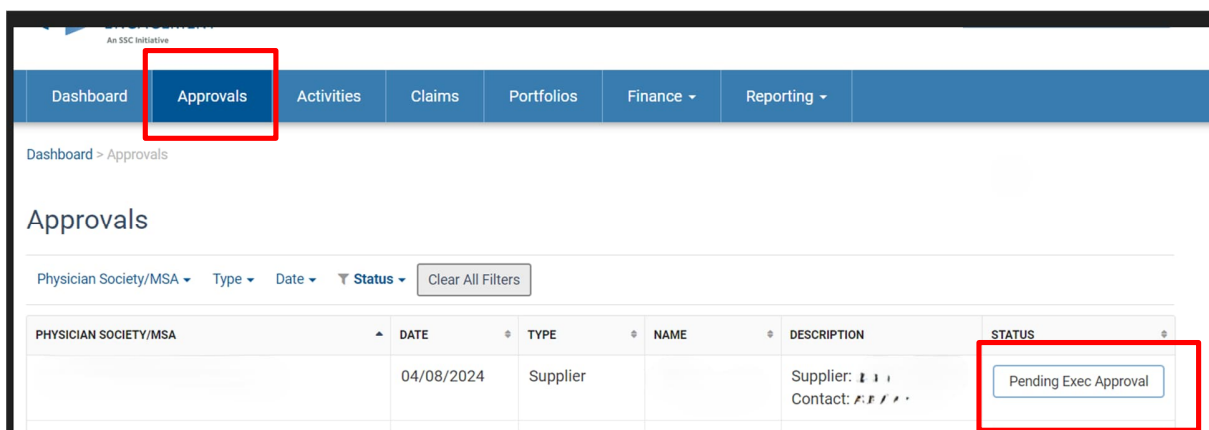 An SSC Initiative
Dashboard Approvals Activities Claims Portfolios Finance Reporting
Dashboard > Approvals
Approvals
Physician Society/MSA Type Date Status Clear All Filters
PHYSICIAN SOCIETY/MSA DATE TYPE NAME DESCRIPTION STATUS
04/08/2024 Supplier Supplier: Pending Exec Approval
Contact: